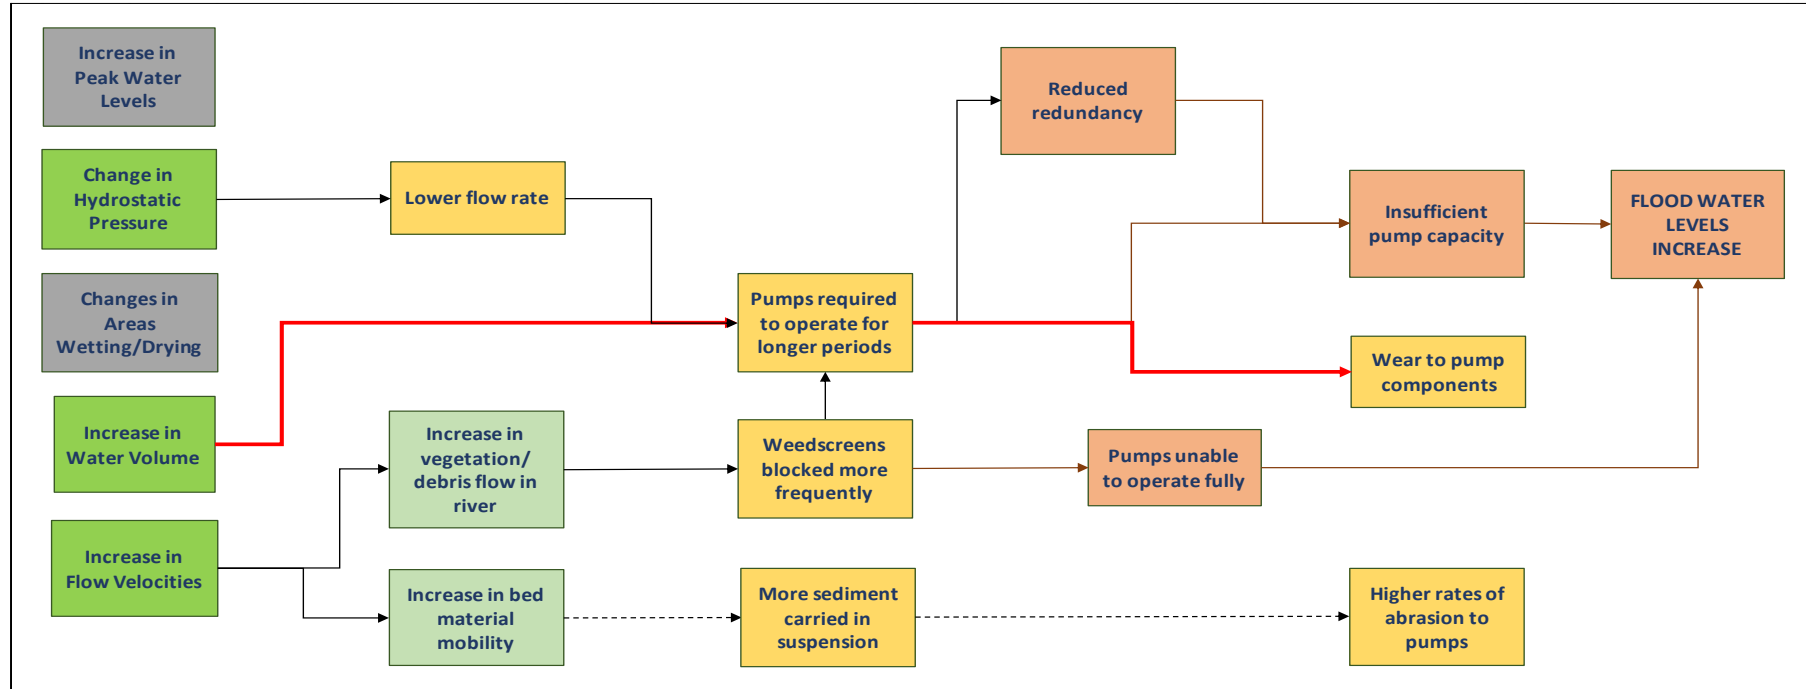 Increase in
Peak Water
Levels
Change in
Hydrostatic
Pressure
Changes in
Areas
Wetting/Drying
Increase in
Water Volume
Increase in
Flow Velocities
Lower flow rate
Increase in
vegetation/
debris flow in
river
Increase in bed
material
mobility
Pumps required
to operate for
longer periods
Weedscreens
blocked more
frequently
More sediment
carried in
suspension
Reduced
redundancy
Pumps unable
to operate fully
Insufficient
pump capacity
Wear to pump
components
Higher rates of
abrasion to
pumps
FLOOD WATER
LEVELS
INCREASE